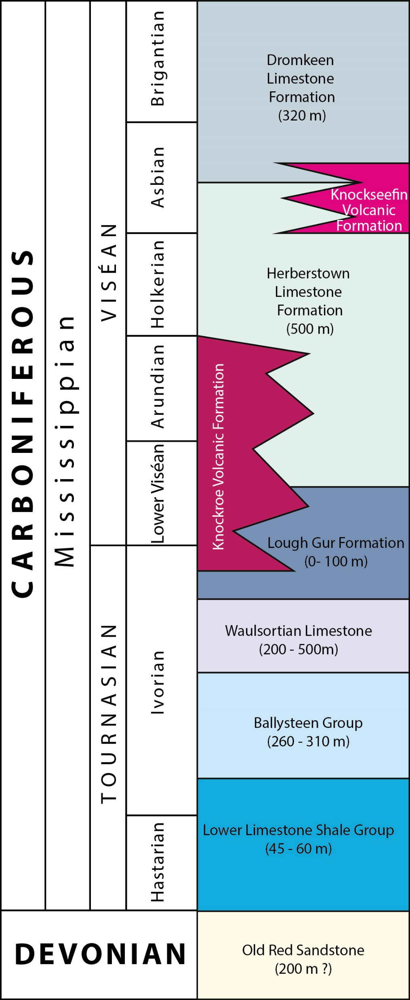 CARBONIFEROUS
Mississippian
VISÉAN
TOURNASIAN
Brigantian
Asbian
Holkerian
Arundian
Lower Viséan
Ivorian
Hastarian
DEVONIAN
Dromkeen
Limestone
Formation
(320 m)
Knockseefin
Volcanic
Formation
Herberstown
Limestone
Formation
(500 m)
Knockroe Volcanic Formation
Lough Gur Formation
(0- 100 m)
Waulsortian Limestone
(200 - 500m)
Ballysteen Group
(260 - 310 m)
Lower Limestone Shale Group
(45 - 60 m)
Old Red Sandstone
(200 m ?)